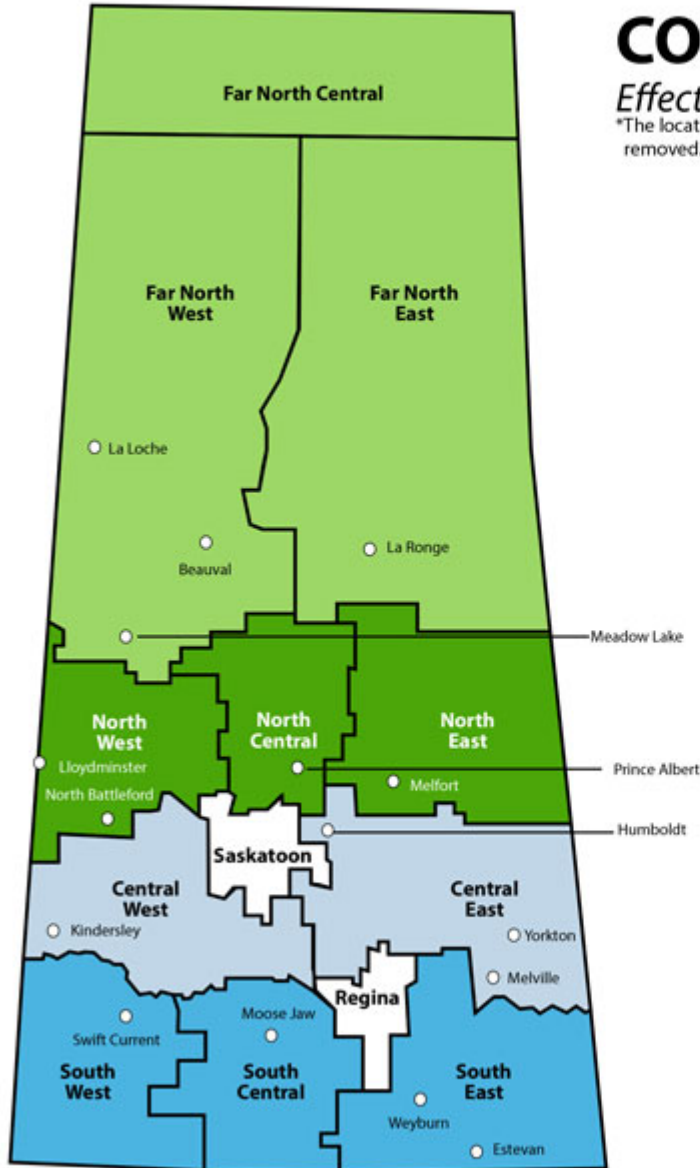 CO
Effect
*The locat
removed.
Far North Central
Far North
West
Far North
East
La Loche
Beauval
La Ronge
Meadow Lake
North
West
North
Central
North
East
Lloydminster
Prince Albert
North Battleford
Melfort
Humboldt
Saskatoon
Central
West
Central
East
Kindersley
Yorkton
Melville
Regina
Moose Jaw
Swift Current
South
West
South
Central
South
East
Weyburn
Estevan